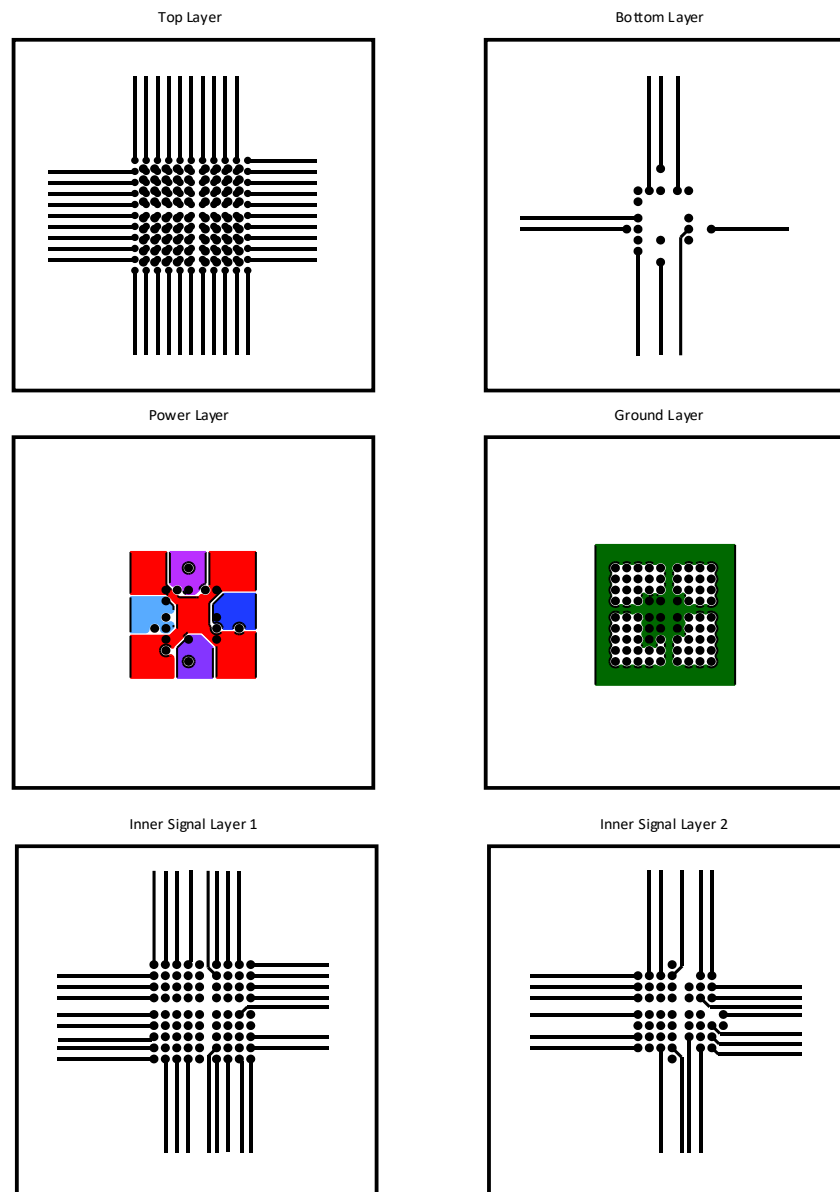 Top Layer
Bottom Layer
Power Layer
Ground Layer
Inner Signal Layer 1
Inner Signal Layer 2